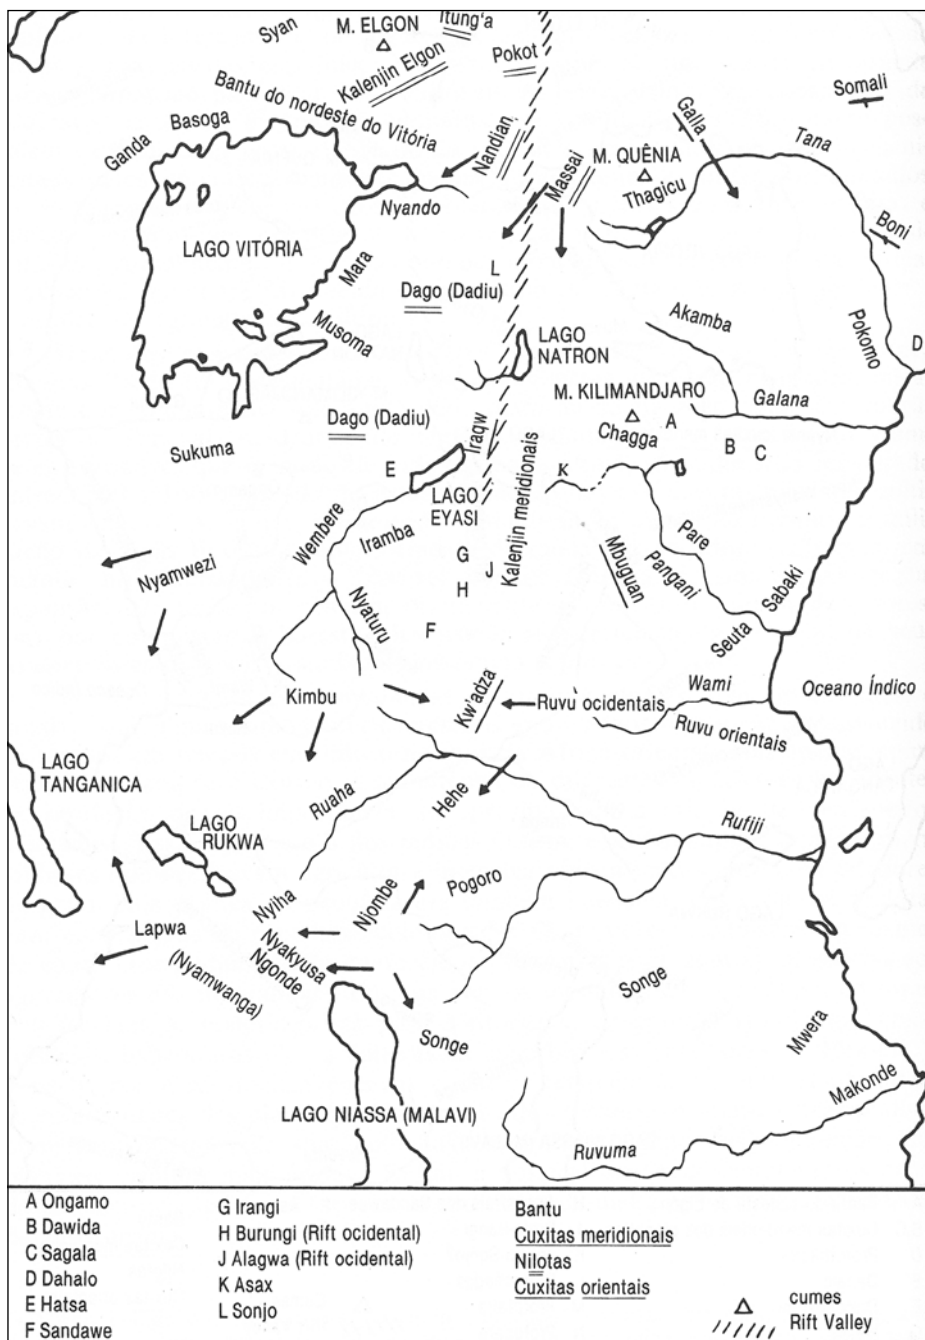 Syan
M. ELGON
Itung'a
Kalenjin Elgon
Pokot
Bantu do nordeste do Vitória
Somali
Ganda
Basoga
Nandian
Galla
Tana
M. QUÊNIA
Massai
Thagicu
Nyando
Boni
LAGO VITÓRIA
Mara
L
Dago (Dadiu)
Musoma
Akamba
Pokomo
D
LAGO
NATRON
M. KILIMANDJARO
Galana
Dago (Dadiu)
Iraqw
Chagga
A
B
C
Sukuma
E
K
LAGO
EYASI
Kalenjin meridionais
Wembere
Iramba
G
J
H
Mbuguan
Pare
Pangani
Sabaki
Nyamwezi
Nyaturu
F
Seuta
Kimbu
Kw'adza
Ruvu ocidentais
Wami
Oceano Índico
Ruvu orientais
LAGO
TANGANICA
Ruaha
Hehe
Rufiji
LAGO
RUKWA
Nyiha
Njombe
Pogoro
Lapwa
(Nyamwanga)
Nyakyusa
Ngonde
Songe
Songe
Mwera
Makonde
LAGO NIASSA (MALAVI)
Ruvuma
A Ongamo
B Dawida
C Sagala
D Dahalo
E Hatsa
F Sandawe
G Irangi
H Burungi (Rift ocidental)
J Alagwa (Rift ocidental)
K Asax
L Sonjo
Bantu
Cuxitas meridionais
Nilotas
Cuxitas orientais
cumes
Rift Valley